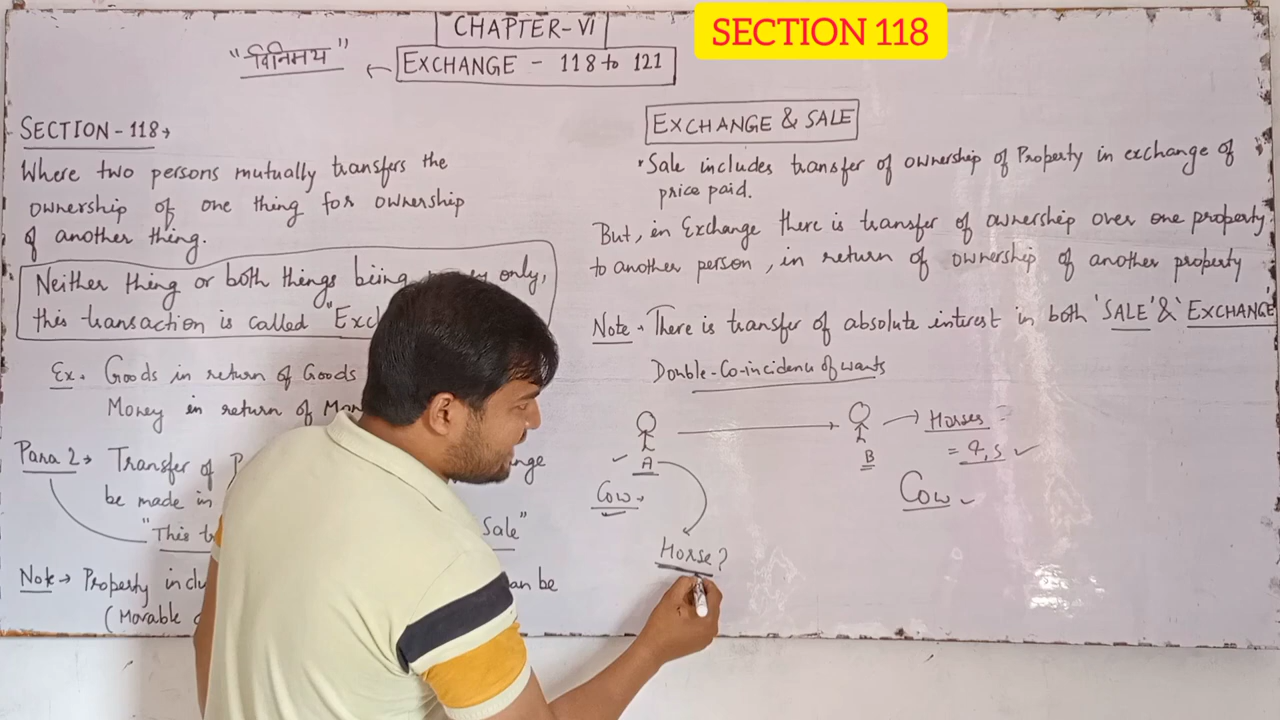 CHAPTER-VI
SECTION 118
"विनिमय" ← EXCHANGE - 118 to 121
SECTION-118→
Where two persons mutually transfers the
ownership of one thing for ownership
of another thing.
Neither thing or both things being only,
this transaction is called "Exc
Ex. Goods in return of Goods
Money in return of Mon
Para 2→ Transfer of nge
be made in
"This Sale"
Note→ Property inclu an be
(Movable
EXCHANGE & SALE
Sale includes transfer of ownership of Property in exchange of
price paid.
But, in Exchange there is transfer of ownership over one property
to another person, in return of ownership of another property
Note → There is transfer of absolute interest in both 'SALE' & 'EXCHANGE'
Double-Co-incidence of wants
A
B
Horses ?
= 4,5 ✓
Cow
Cow
Horse?